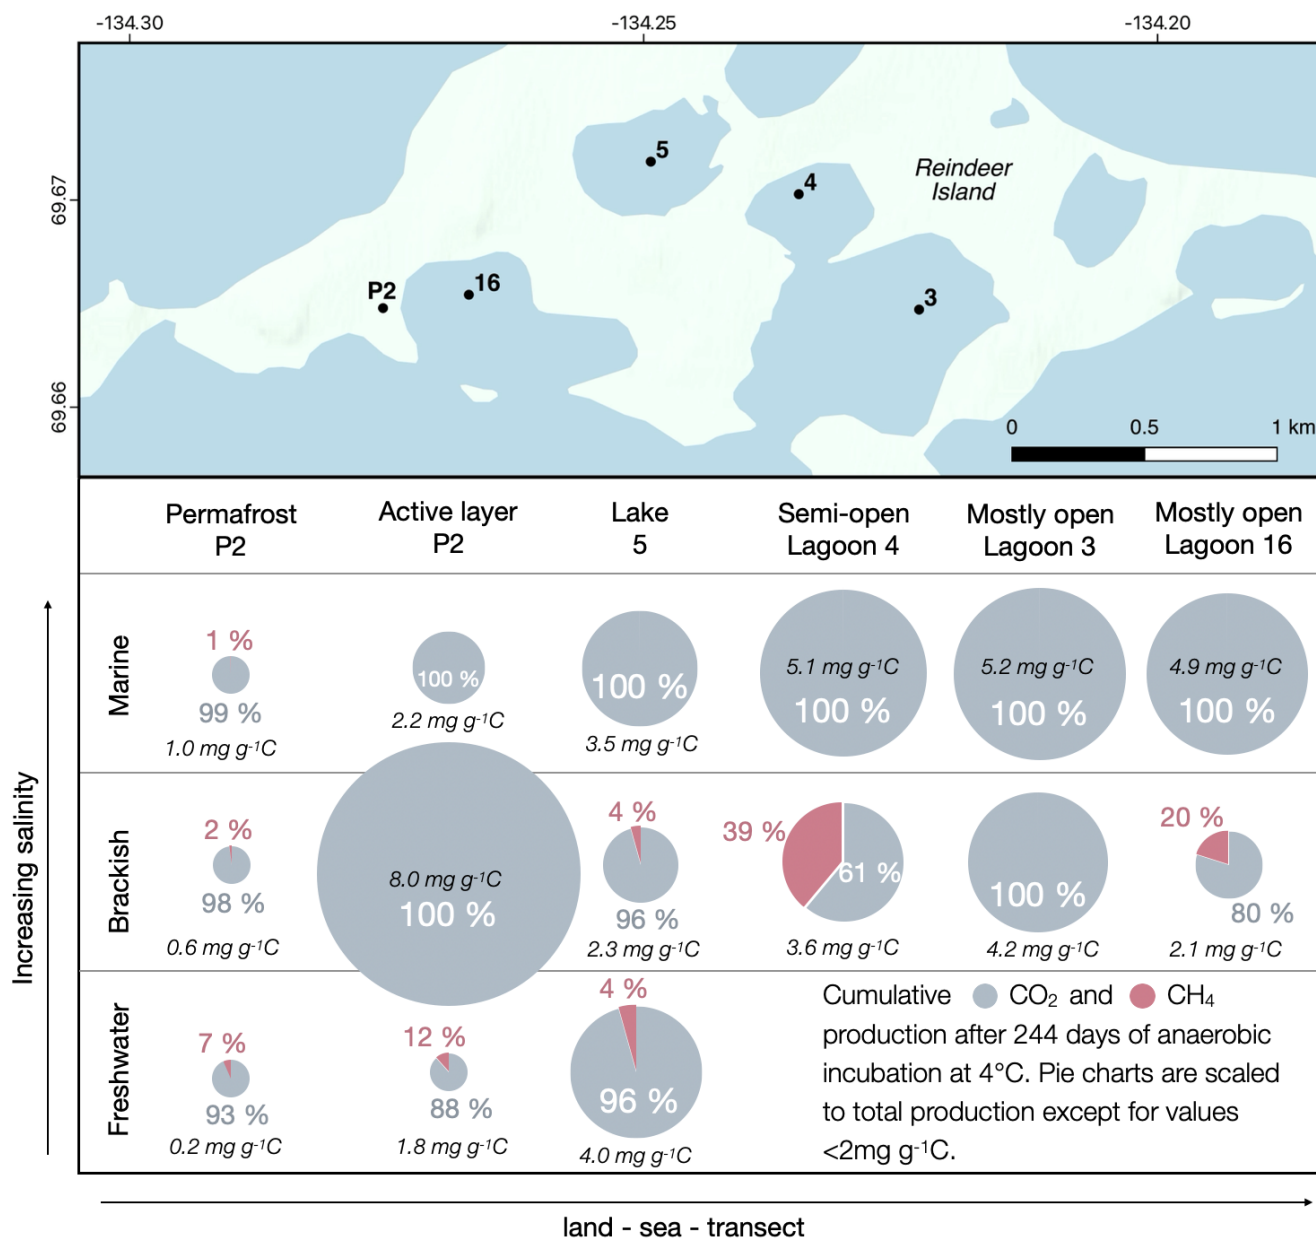 -134.30
-134.25
-134.20
69.67
69.66
5
4
Reindeer
Island
16
P2
3
0 0.5 1 km
Permafrost
P2
Active layer
P2
Lake
5
Semi-open
Lagoon 4
Mostly open
Lagoon 3
Mostly open
Lagoon 16
Increasing salinity
Marine
1 %
99 %
1.0 mg g-1C
100 %
2.2 mg g-1C
100 %
3.5 mg g-1C
5.1 mg g-1C
100 %
5.2 mg g-1C
100 %
4.9 mg g-1C
100 %
Brackish
2 %
98 %
0.6 mg g-1C
8.0 mg g-1C
100 %
4 %
96 %
2.3 mg g-1C
39 %
61 %
3.6 mg g-1C
100 %
4.2 mg g-1C
20 %
80 %
2.1 mg g-1C
Freshwater
7 %
93 %
0.2 mg g-1C
12 %
88 %
1.8 mg g-1C
4 %
96 %
4.0 mg g-1C
Cumulative CO2 and CH4
production after 244 days of anaerobic
incubation at 4°C. Pie charts are scaled
to total production except for values
<2mg g-1C.
land - sea - transect